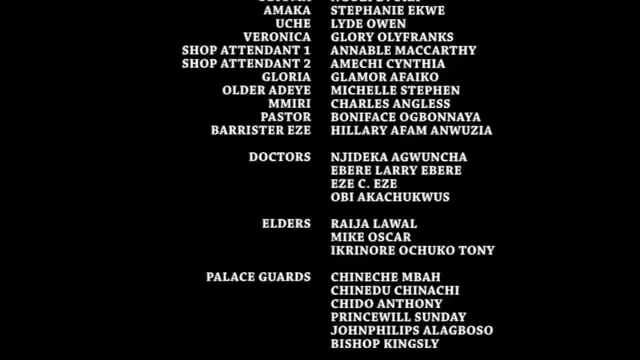 AMAKA STEPHANIE EKWE
UCHE LYDE OWEN
VERONICA GLORY OLYFRANKS
SHOP ATTENDANT 1 ANNABLE MACCARTHY
SHOP ATTENDANT 2 AMECHI CYNTHIA
GLORIA GLAMOR AFAIKO
OLDER ADEYE MICHELLE STEPHEN
MMIRI CHARLES ANGLESS
PASTOR BONIFACE OGBONNAYA
BARRISTER EZE HILLARY AFAM ANWUZIA
DOCTORS NJIDEKA AGWUNCHA
EBERE LARRY EBERE
EZE C. EZE
OBI AKACHUKWUS
ELDERS RAIJA LAWAL
MIKE OSCAR
IKRINORE OCHUKO TONY
PALACE GUARDS CHINECHE MBAH
CHINEDU CHINACHI
CHIDO ANTHONY
PRINCEWILL SUNDAY
JOHNPHILIPS ALAGBOSO
BISHOP KINGSLY